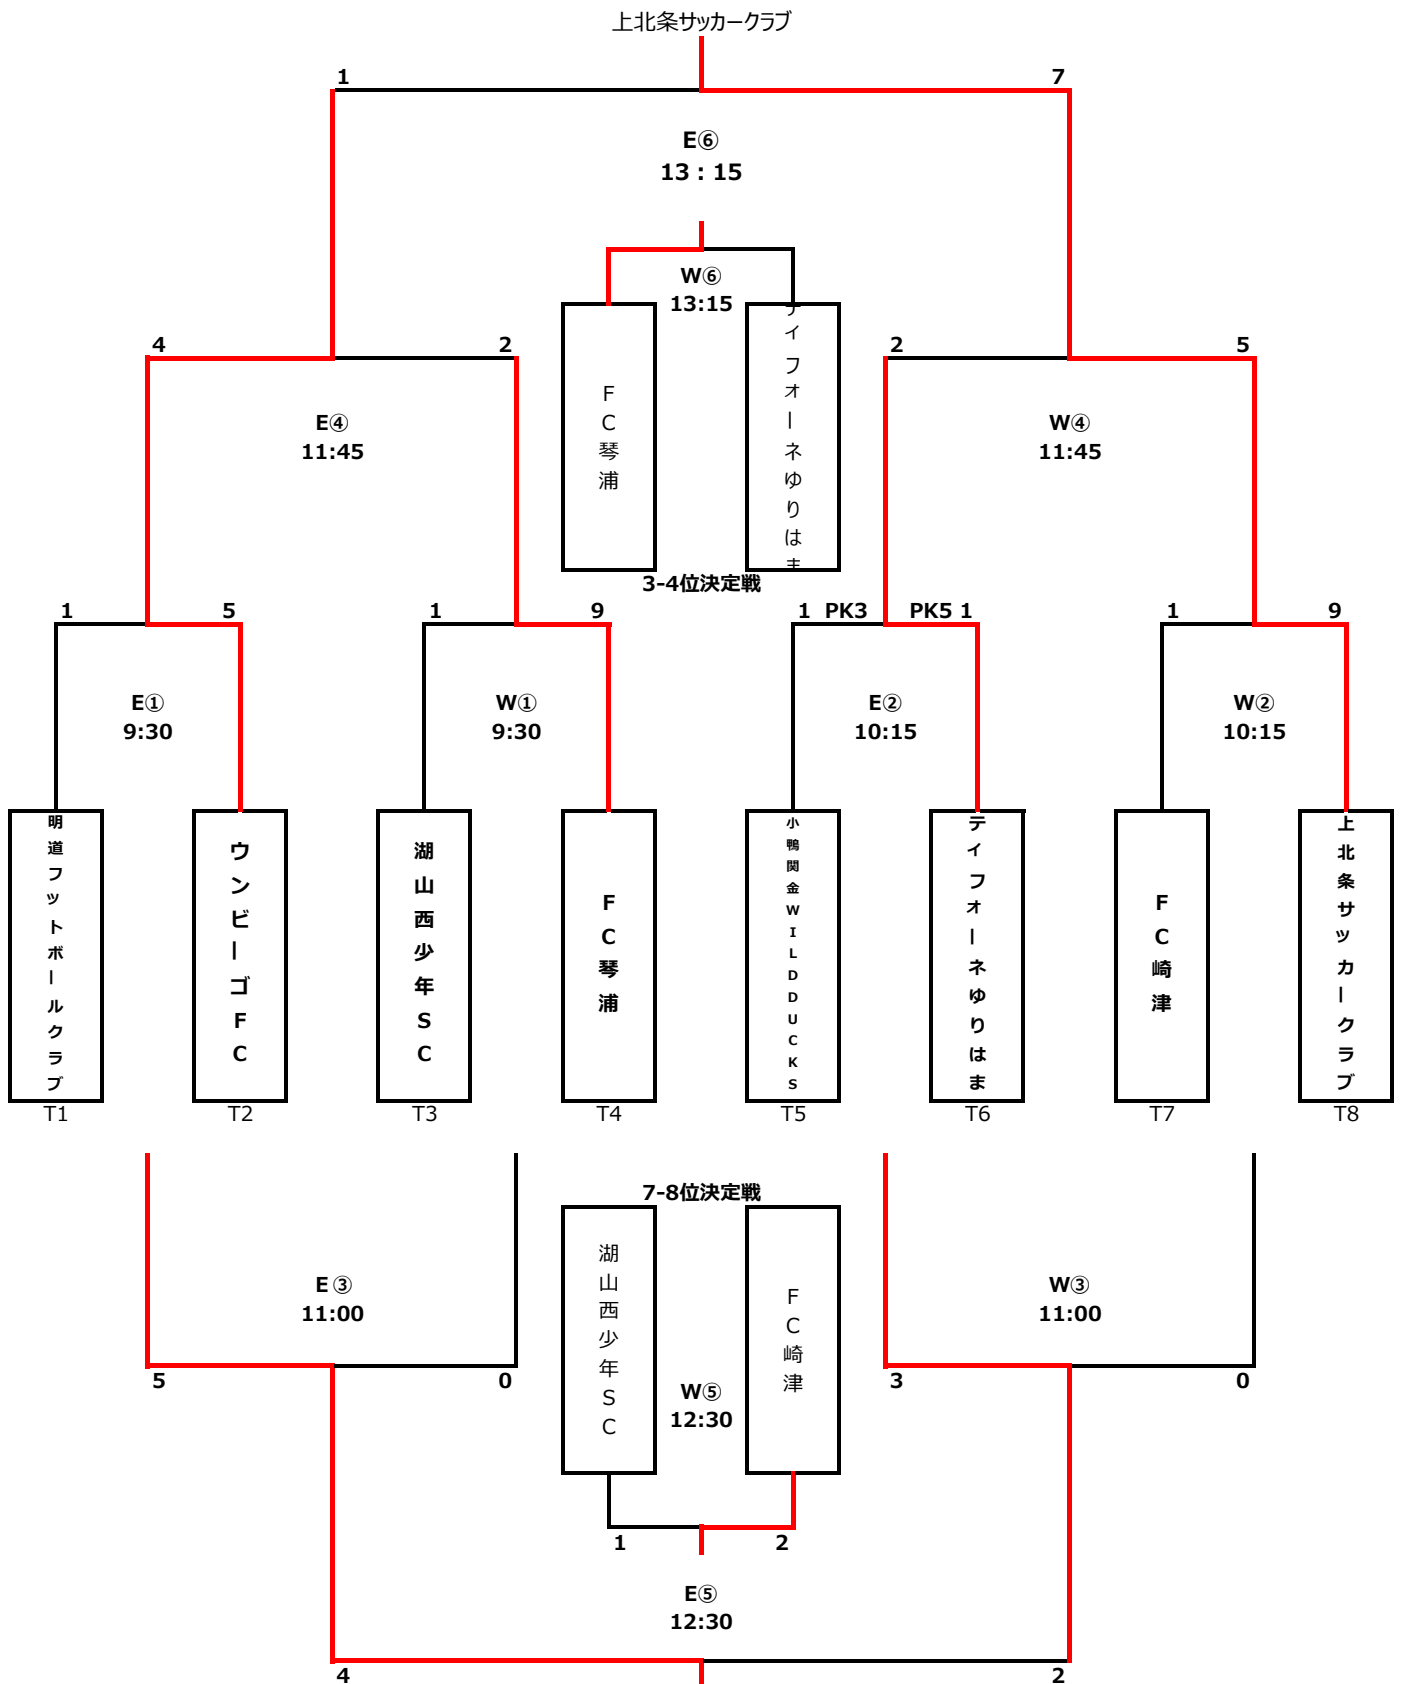 上北条サッカークラブ
1 7
E⑥
13：15
W⑥
13:15
4 2 2 5
FC琴浦
ティフォーネゆりはま
E④
11:45
W④
11:45
3-4位決定戦
1 5 1 9 1 PK3 PK5 1 1 9
E① W① E② W②
9:30 9:30 10:15 10:15
明道フットボールクラブ
ウンビーゴFC
湖山西少年SC
FC琴浦
小鴨関金WILDDUCKS
ティフォーネゆりはま
FC崎津
上北条サッカークラブ
T1 T2 T3 T4 T5 T6 T7 T8
7-8位決定戦
湖山西少年SC
FC崎津
E③
11:00
W③
11:00
5 0 3 0
W⑤
12:30
1 2
E⑤
12:30
4 2